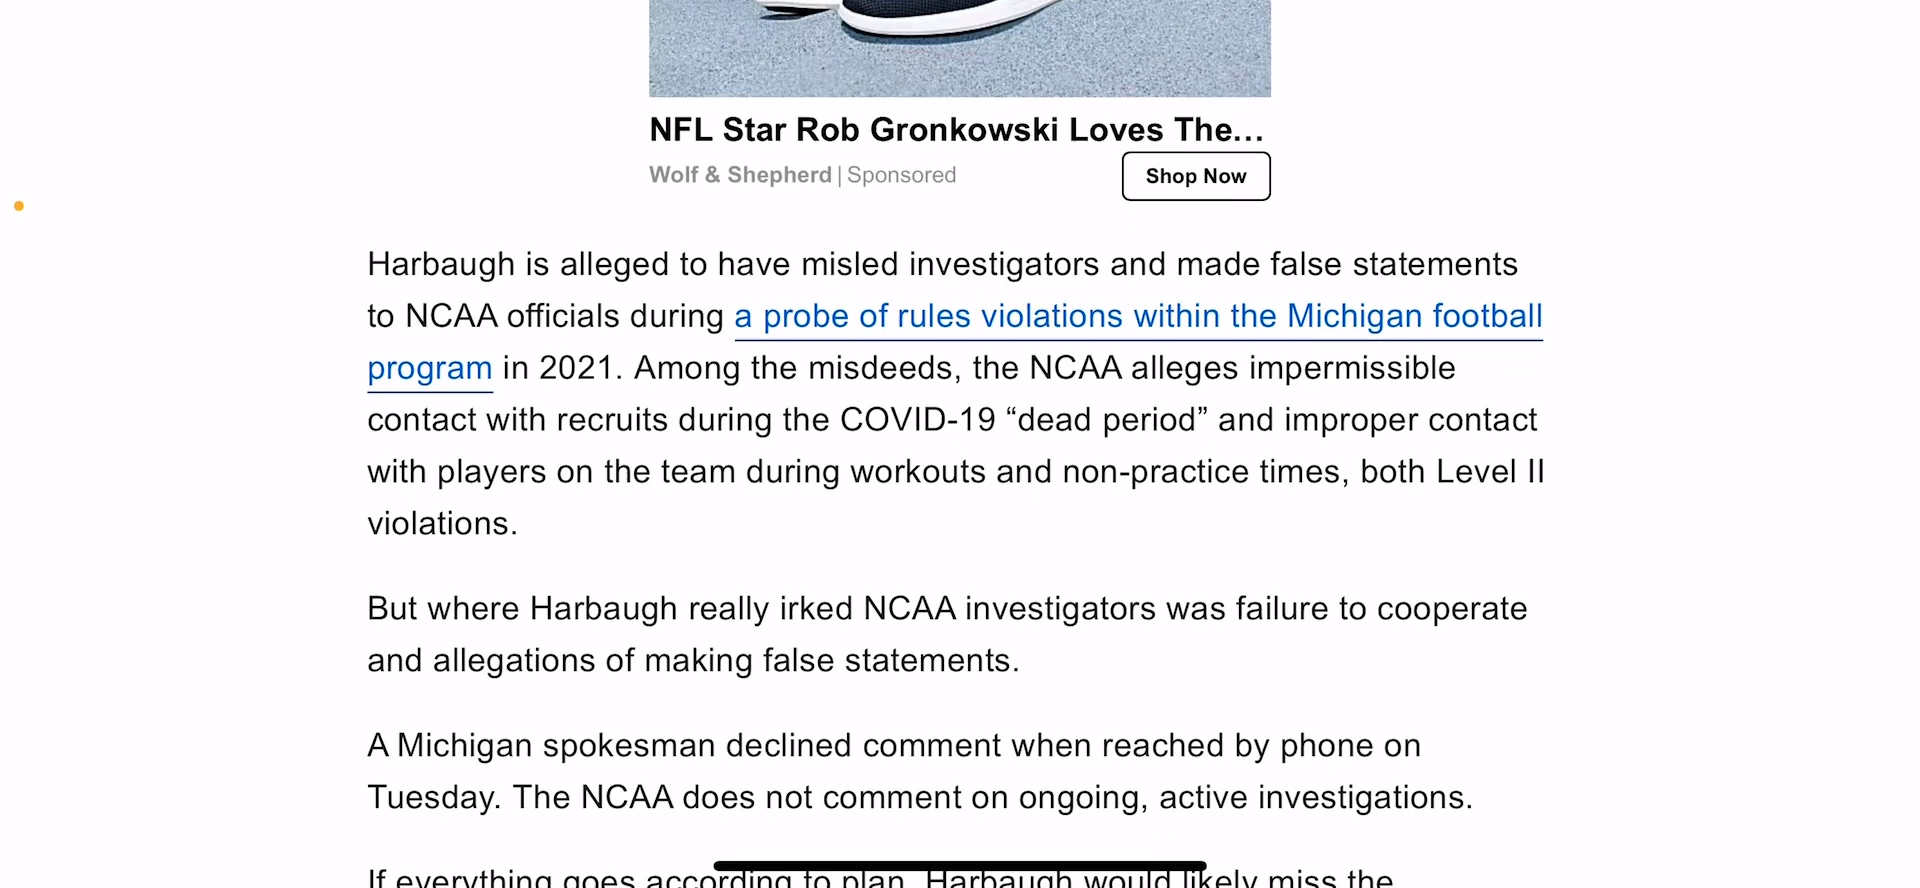 NFL Star Rob Gronkowski Loves The...
Wolf & Shepherd | Sponsored
Shop Now
Harbaugh is alleged to have misled investigators and made false statements
to NCAA officials during a probe of rules violations within the Michigan football
program in 2021. Among the misdeeds, the NCAA alleges impermissible
contact with recruits during the COVID-19 “dead period” and improper contact
with players on the team during workouts and non-practice times, both Level II
violations.
But where Harbaugh really irked NCAA investigators was failure to cooperate
and allegations of making false statements.
A Michigan spokesman declined comment when reached by phone on
Tuesday. The NCAA does not comment on ongoing, active investigations.
If everything goes according to plan, Harbaugh would likely miss the